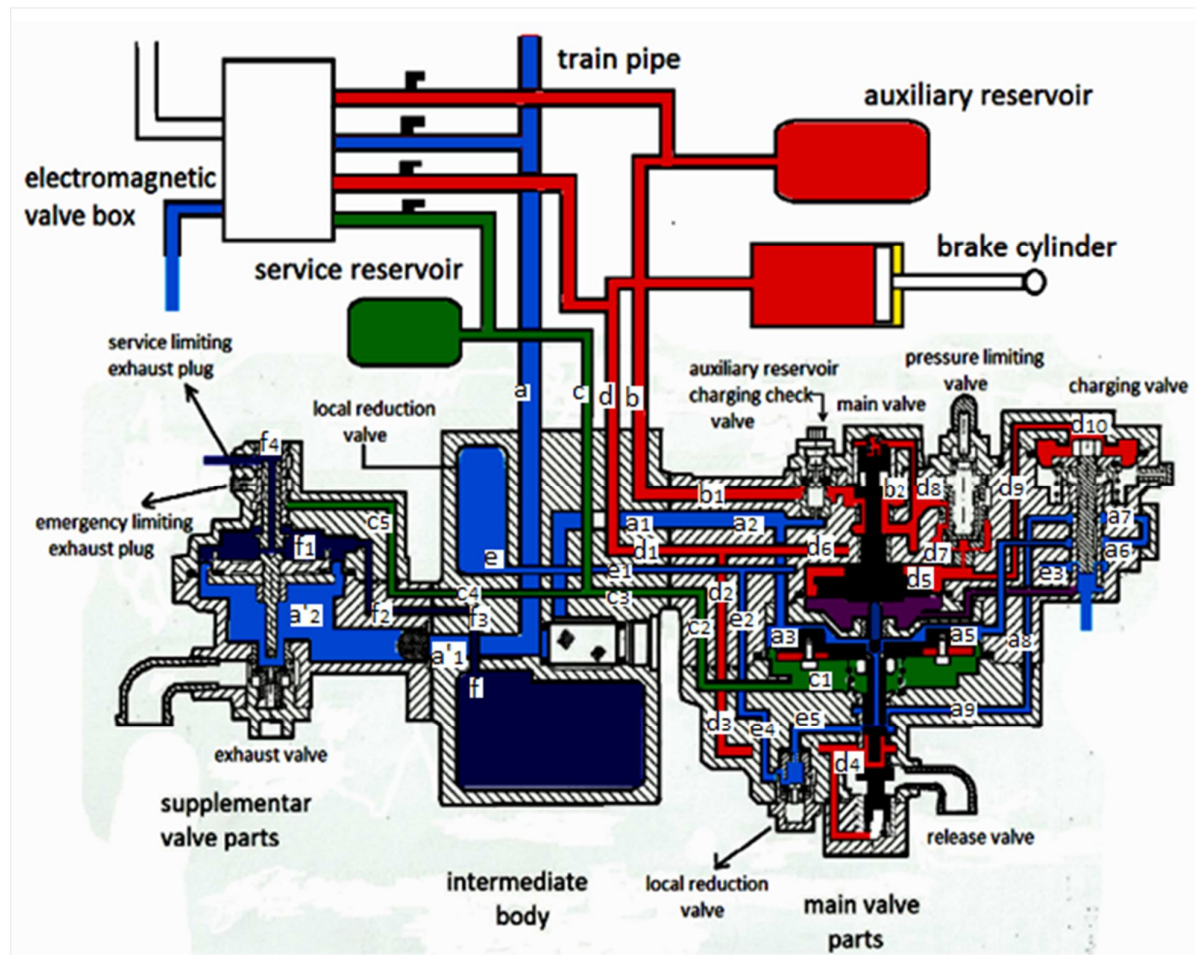 train pipe
auxiliary reservoir
electromagnetic
valve box
brake cylinder
service reservoir
service limiting
exhaust plug
pressure limiting
valve
auxiliary reservoir
charging check
valve
main valve
charging valve
local reduction
valve
a
c
d
b
f4
d10
b1
b2
d8
d9
emergency limiting
exhaust plug
c5
a1
a2
a7
f1
d1
d6
d7
a6
e
e1
d5
e3
c4
c3
d2
a'2
f2
f3
e2
c2
a3
a5
a8
a'1
f
c1
a9
d3
e4
e5
exhaust valve
d4
supplementar
valve parts
release valve
intermediate
body
local reduction
valve
main valve
parts